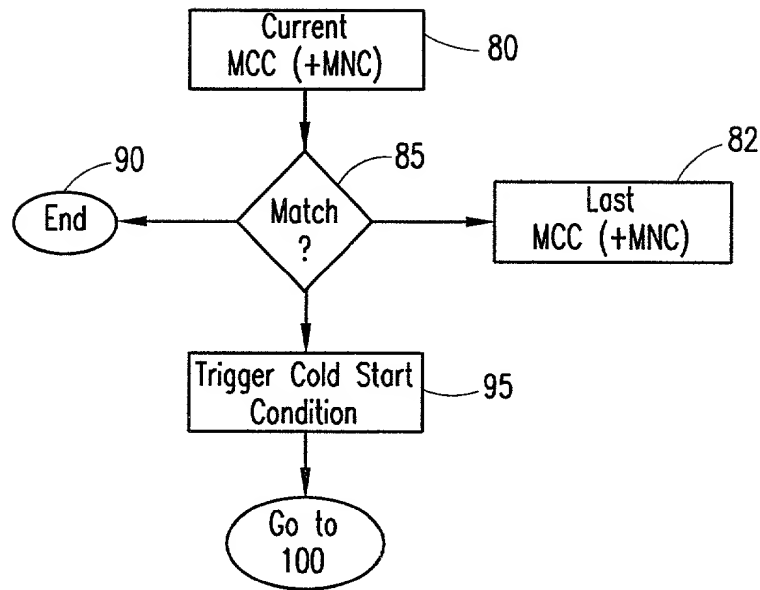 Current
MCC (+MNC)
80
90
85
82
End
Match
?
Last
MCC (+MNC)
Trigger Cold Start
Condition
95
Go to
100